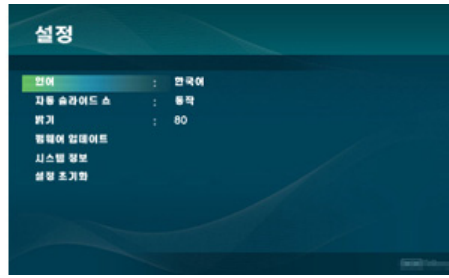 설정
언어 : 한국어
자동 슬라이드 쇼 : 동작
밝기 : 80
펌웨어 업데이트
시스템 정보
설정 초기화